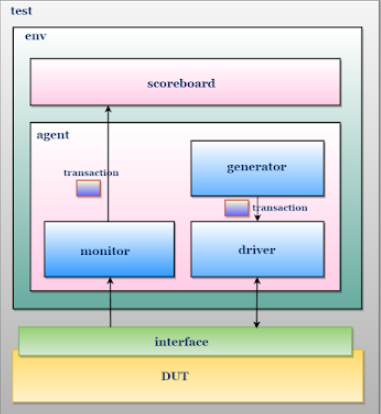 test
env
scoreboard
agent
transaction
generator
transaction
monitor
driver
interface
DUT